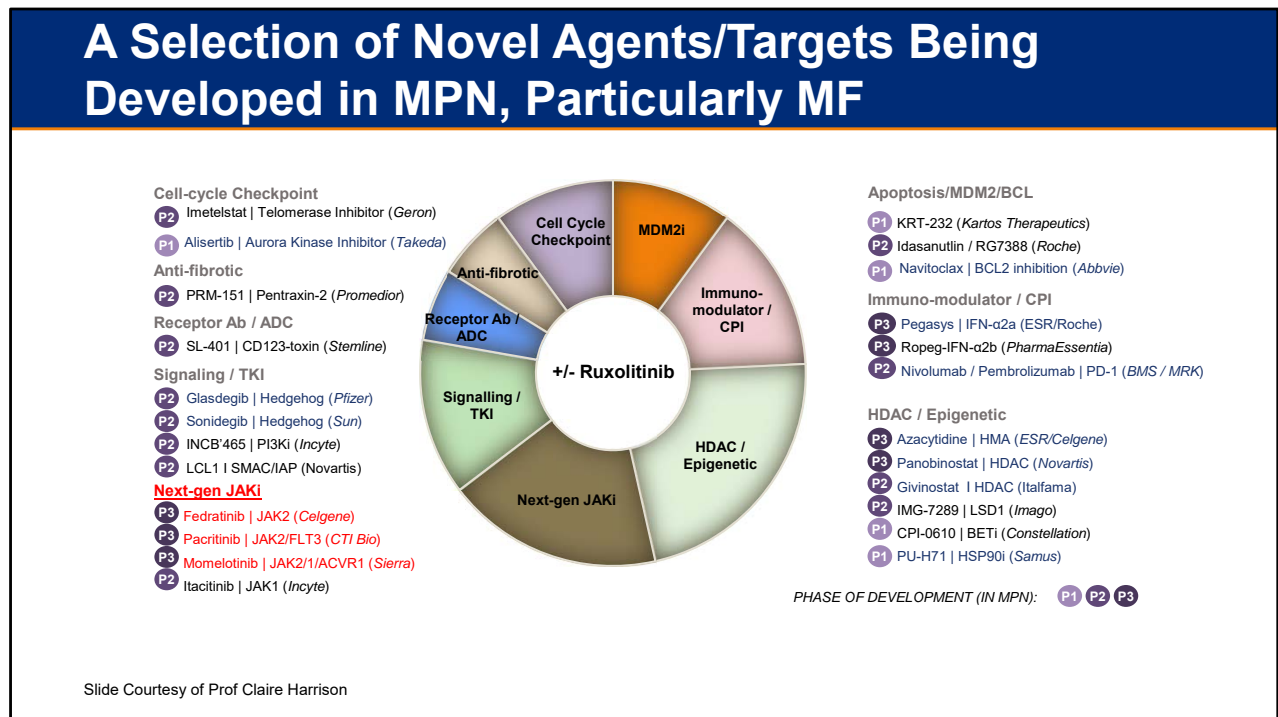 A Selection of Novel Agents/Targets Being
Developed in MPN, Particularly MF
Cell-cycle Checkpoint
P2 Imetelstat | Telomerase Inhibitor (Geron)
P1 Alisertib | Aurora Kinase Inhibitor (Takeda)
Anti-fibrotic
P2 PRM-151 | Pentraxin-2 (Promedior)
Receptor Ab / ADC
P2 SL-401 | CD123-toxin (Stemline)
Signaling / TKI
P2 Glasdegib | Hedgehog (Pfizer)
P2 Sonidegib | Hedgehog (Sun)
P2 INCB'465 | PI3Ki (Incyte)
P2 LCL1 I SMAC/IAP (Novartis)
Next-gen JAKi
P3 Fedratinib | JAK2 (Celgene)
P3 Pacritinib | JAK2/FLT3 (CTI Bio)
P3 Momelotinib | JAK2/1/ACVR1 (Sierra)
P2 Itacitinib | JAK1 (Incyte)
Cell Cycle
Checkpoint
MDM2i
Anti-fibrotic
Immuno-
modulator /
CPI
Receptor Ab /
ADC
+/- Ruxolitinib
Signalling /
TKI
HDAC /
Epigenetic
Next-gen JAKi
Apoptosis/MDM2/BCL
P1 KRT-232 (Kartos Therapeutics)
P2 Idasanutlin / RG7388 (Roche)
P1 Navitoclax | BCL2 inhibition (Abbvie)
Immuno-modulator / CPI
P3 Pegasys | IFN-α2a (ESR/Roche)
P3 Ropeg-IFN-α2b (PharmaEssentia)
P2 Nivolumab / Pembrolizumab | PD-1 (BMS / MRK)
HDAC / Epigenetic
P3 Azacytidine | HMA (ESR/Celgene)
P3 Panobinostat | HDAC (Novartis)
P2 Givinostat I HDAC (Italfama)
P2 IMG-7289 | LSD1 (Imago)
P1 CPI-0610 | BETi (Constellation)
P1 PU-H71 | HSP90i (Samus)
PHASE OF DEVELOPMENT (IN MPN): P1 P2 P3
Slide Courtesy of Prof Claire Harrison